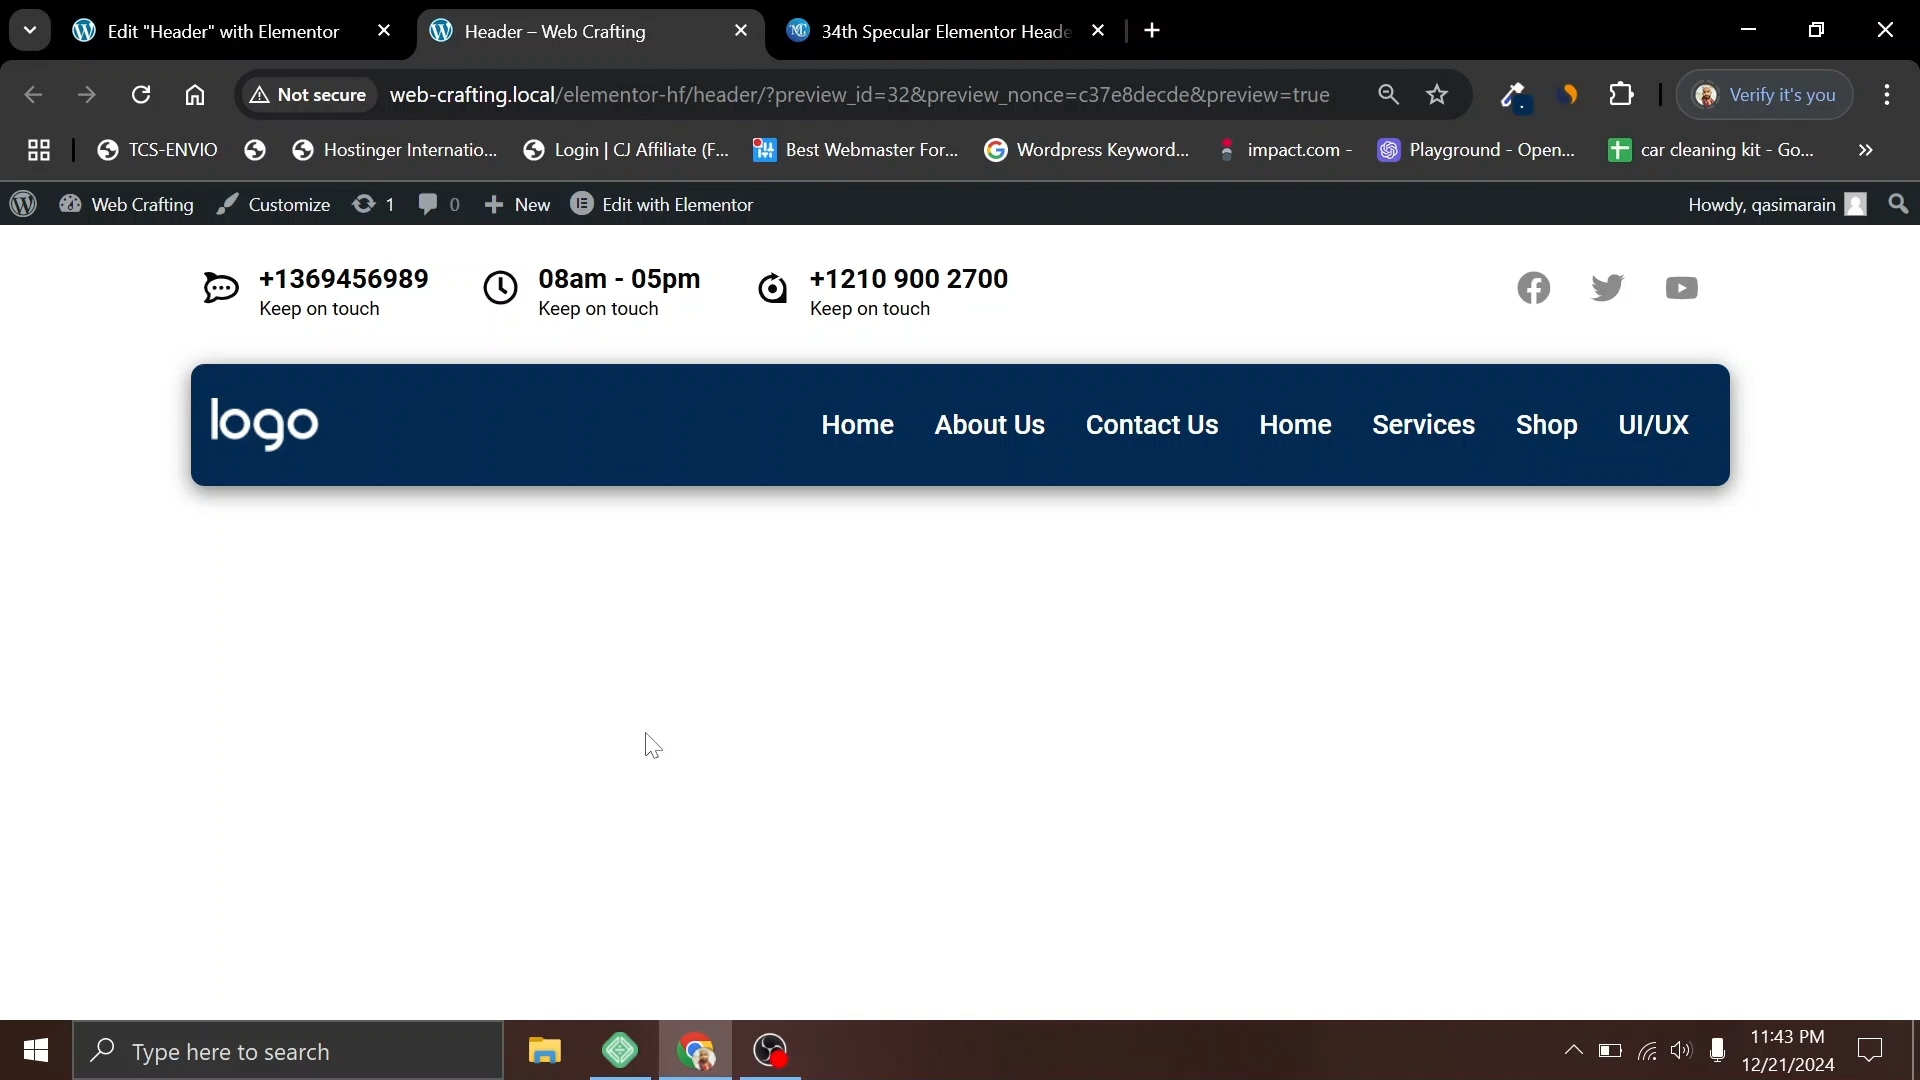 Edit "Header" with Elementor
Header – Web Crafting
34th Specular Elementor Heade
Not secure
web-crafting.local/elementor-hf/header/?preview_id=32&preview_nonce=c37e8decde&preview=true
Verify it's you
TCS-ENVIO
Hostinger Internatio...
Login | CJ Affiliate (F...
Best Webmaster For...
Wordpress Keyword...
impact.com -
Playground - Open...
car cleaning kit - Go...
Web Crafting
Customize
1
0
New
Edit with Elementor
Howdy, qasimarain
+1369456989
Keep on touch
08am - 05pm
Keep on touch
+1210 900 2700
Keep on touch
logo
Home
About Us
Contact Us
Home
Services
Shop
UI/UX
Type here to search
11:43 PM
12/21/2024